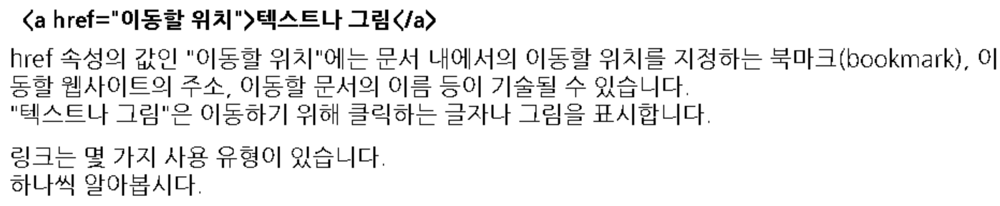 <a href="이동할 위치">텍스트나 그림</a>
href 속성의 값인 "이동할 위치"에는 문서 내에서의 이동할 위치를 지정하는 북마크(bookmark), 이
동할 웹사이트의 주소, 이동할 문서의 이름 등이 기술될 수 있습니다.
"텍스트나 그림"은 이동하기 위해 클릭하는 글자나 그림을 표시합니다.
링크는 몇 가지 사용 유형이 있습니다.
하나씩 알아봅시다.